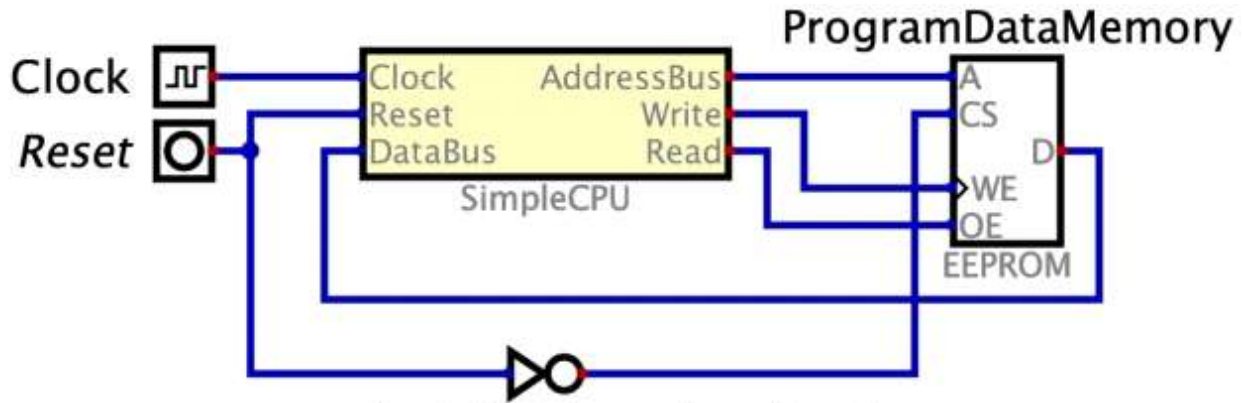 ProgramDataMemory
Clock
Reset
Clock
Reset
DataBus
AddressBus
Write
Read
SimpleCPU
A
CS
D
WE
OE
EEPROM